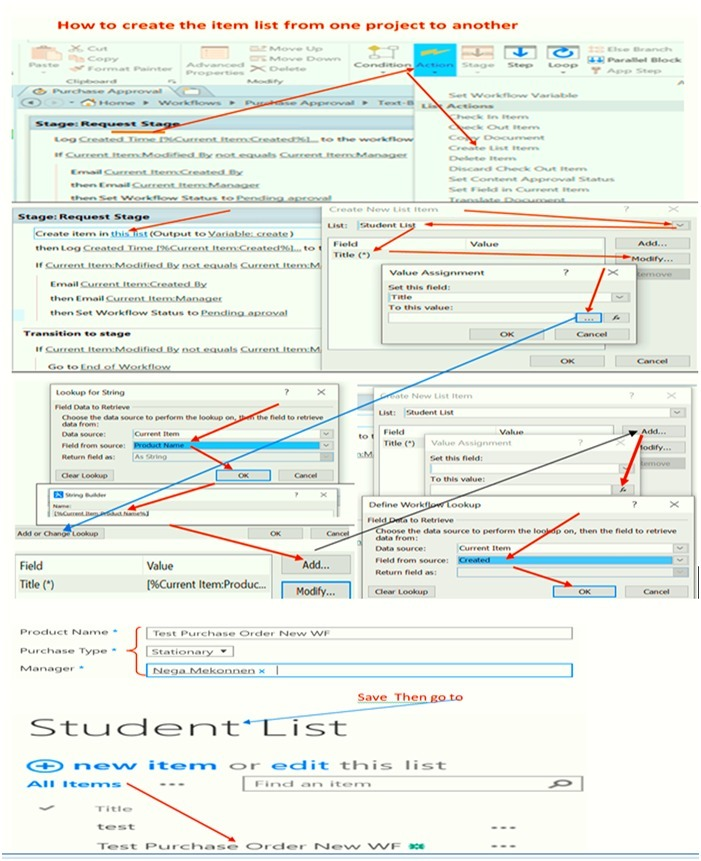 How to create the item list from one project to another
Cut
Copy
Paste
Format Painter
Clipboard
Advanced
Properties
Move Up
Move Down
Delete
Modify
Condition
Action
Stage
Step
Loop
Else Branch
Parallel Block
App Step
Purchase Approval
Home ▸ Workflows ▸ Purchase Approval ▸ Text-B
Set Workflow Variable
List Actions
Check In Item
Check Out Item
Copy Document
Create List Item
Delete Item
Discard Check Out Item
Set Content Approval Status
Set Field in Current Item
Translate Document
Stage: Request Stage
Log Created Time [%Current Item:Created%]... to the workflow
If Current Item:Modified By not equals Current Item:Manager
Email Current Item:Created By
then Email Current Item:Manager
then Set Workflow Status to Pending aproval
Stage: Request Stage
Create item in this list (Output to Variable: create)
then Log Created Time [%Current Item:Created%]... to t
If Current Item:Modified By not equals Current Item:M
Email Current Item:Created By
then Email Current Item:Manager
then Set Workflow Status to Pending aproval
Transition to stage
If Current Item:Modified By not equals Current Item:M
Go to End of Workflow
Create New List Item ? ×
List: Student List
Field Value
Title (*)
Add...
Modify...
Remove
Value Assignment ? ×
Set this field:
Title
To this value:
... fx
OK Cancel
OK Cancel
Lookup for String ? ×
Field Data to Retrieve
Choose the data source to perform the lookup on, then the field to retrieve
data from:
Data source: Current Item
Field from source: Product Name
Return field as: As String
Clear Lookup OK Cancel
String Builder ? ×
Name:
[%Current Item:Product Name%]
Add or Change Lookup OK Cancel
Field Value
Title (*) [%Current Item:Produc...
Add...
Modify...
Create New List Item ? ×
List: Student List
Field Value
Title (*)
Add...
Modify...
Remove
Value Assignment ?
Set this field:
To this value:
fx
Define Workflow Lookup ? ×
Field Data to Retrieve
Choose the data source to perform the lookup on, then the field to retrieve
data from:
Data source: Current Item
Field from source: Created
Return field as:
Clear Lookup OK Cancel
Product Name * Test Purchase Order New WF
Purchase Type * Stationary
Manager * Nega Mekonnen ×
Save Then go to
Student List
new item or edit this list
All Items ... Find an item
Title
test ...
Test Purchase Order New WF ...